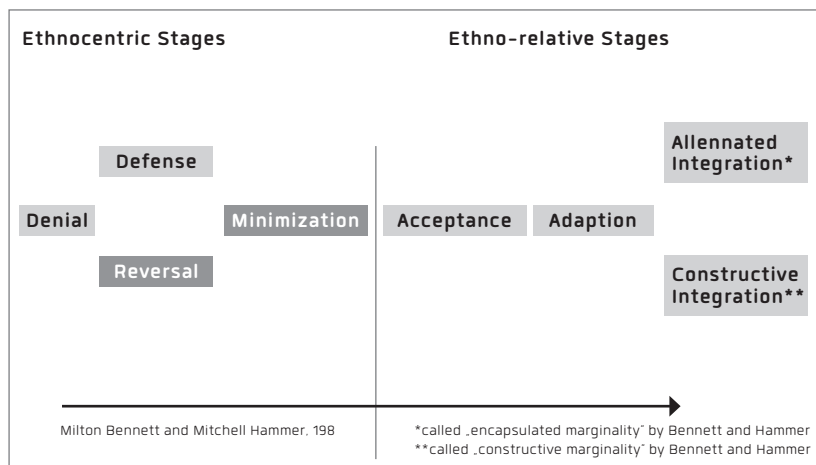 Ethnocentric Stages
Ethno-relative Stages
Defense
Allennated
Integration*
Denial
Minimization
Acceptance
Adaption
Reversal
Constructive
Integration**
Milton Bennett and Mitchell Hammer. 198
*called „encapsulated marginality“ by Bennett and Hammer
**called „constructive marginality“ by Bennett and Hammer